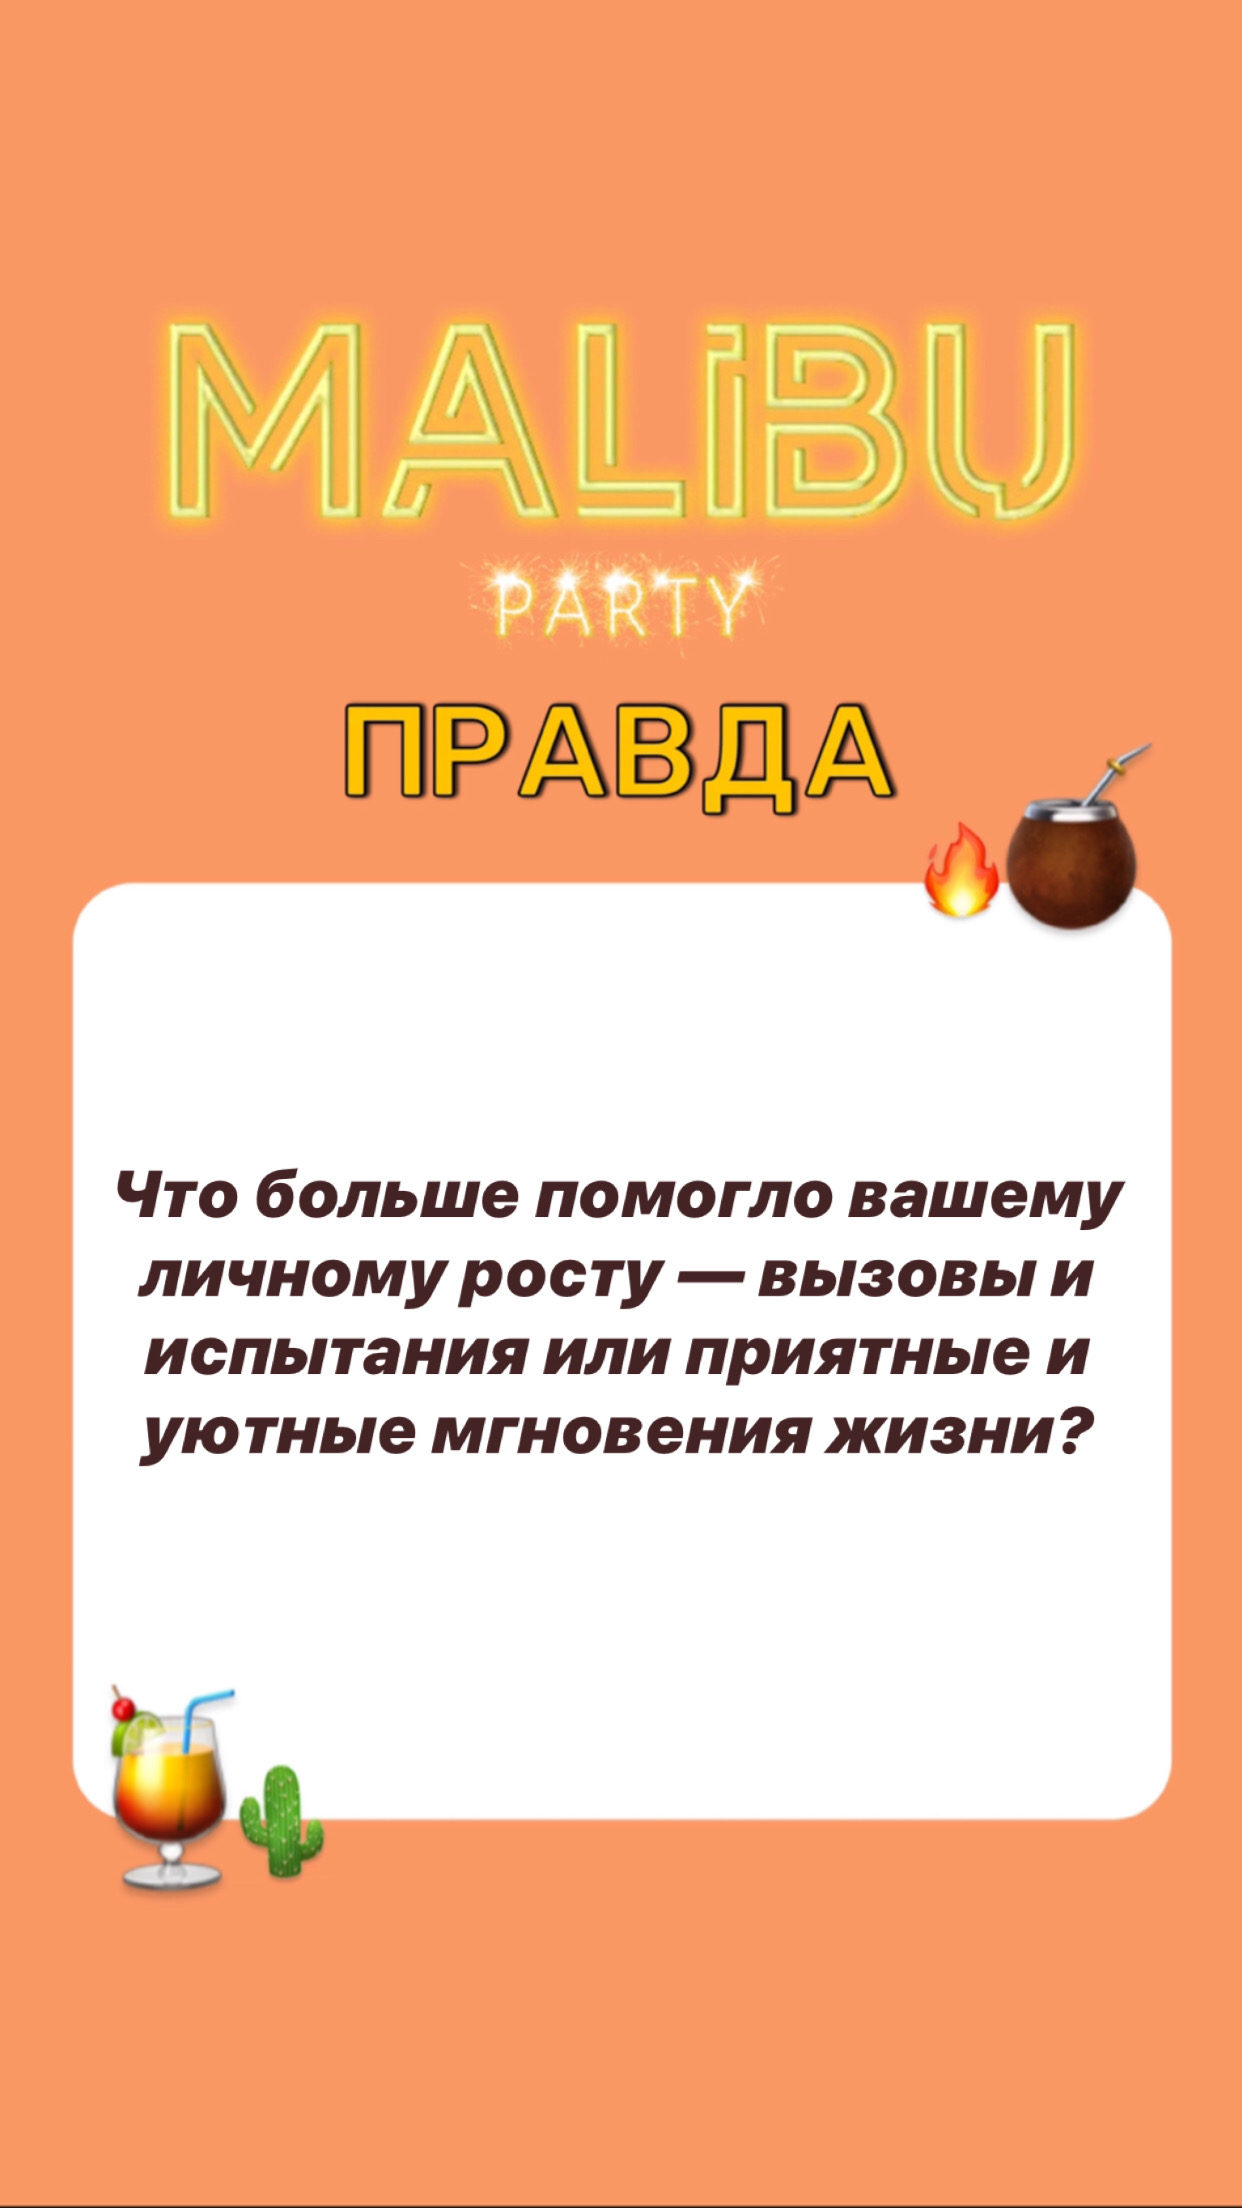 MALiBU
PARTY
ПРАВДА
Что больше помогло вашему
личному росту — вызовы и
испытания или приятные и
уютные мгновения жизни?